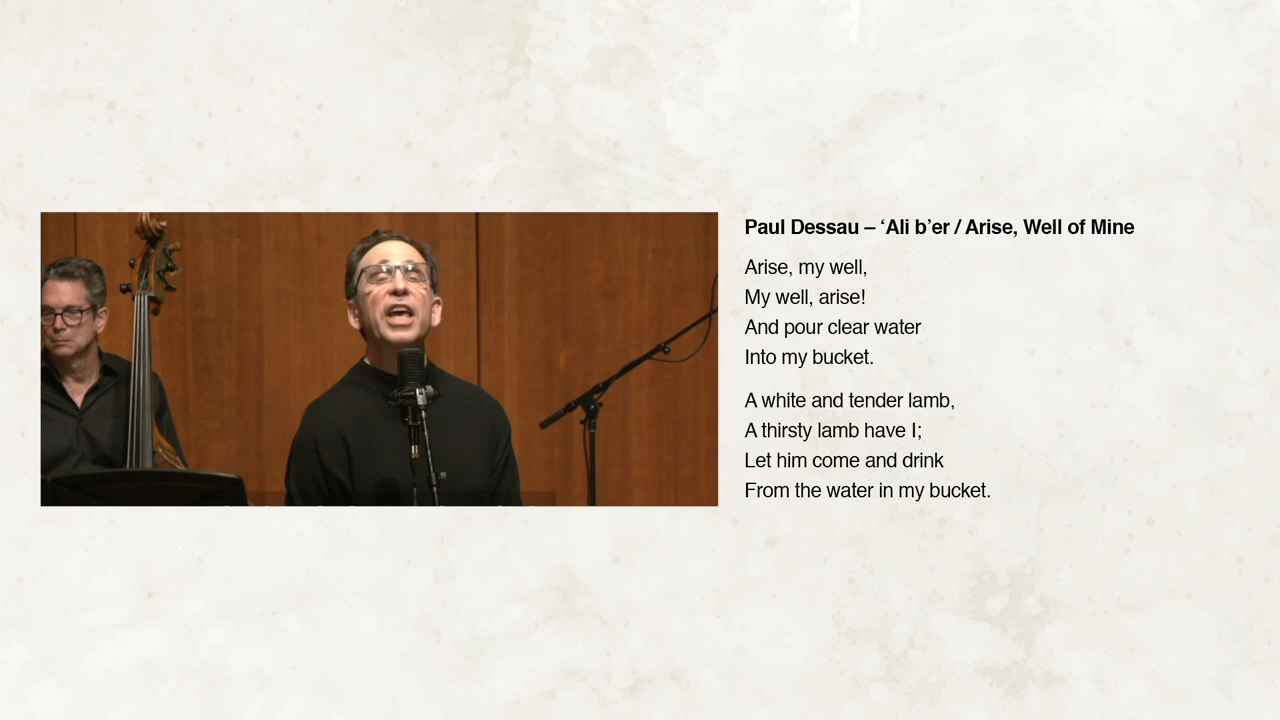 Paul Dessau – ‘Ali b’er / Arise, Well of Mine
Arise, my well,
My well, arise!
And pour clear water
Into my bucket.
A white and tender lamb,
A thirsty lamb have I;
Let him come and drink
From the water in my bucket.